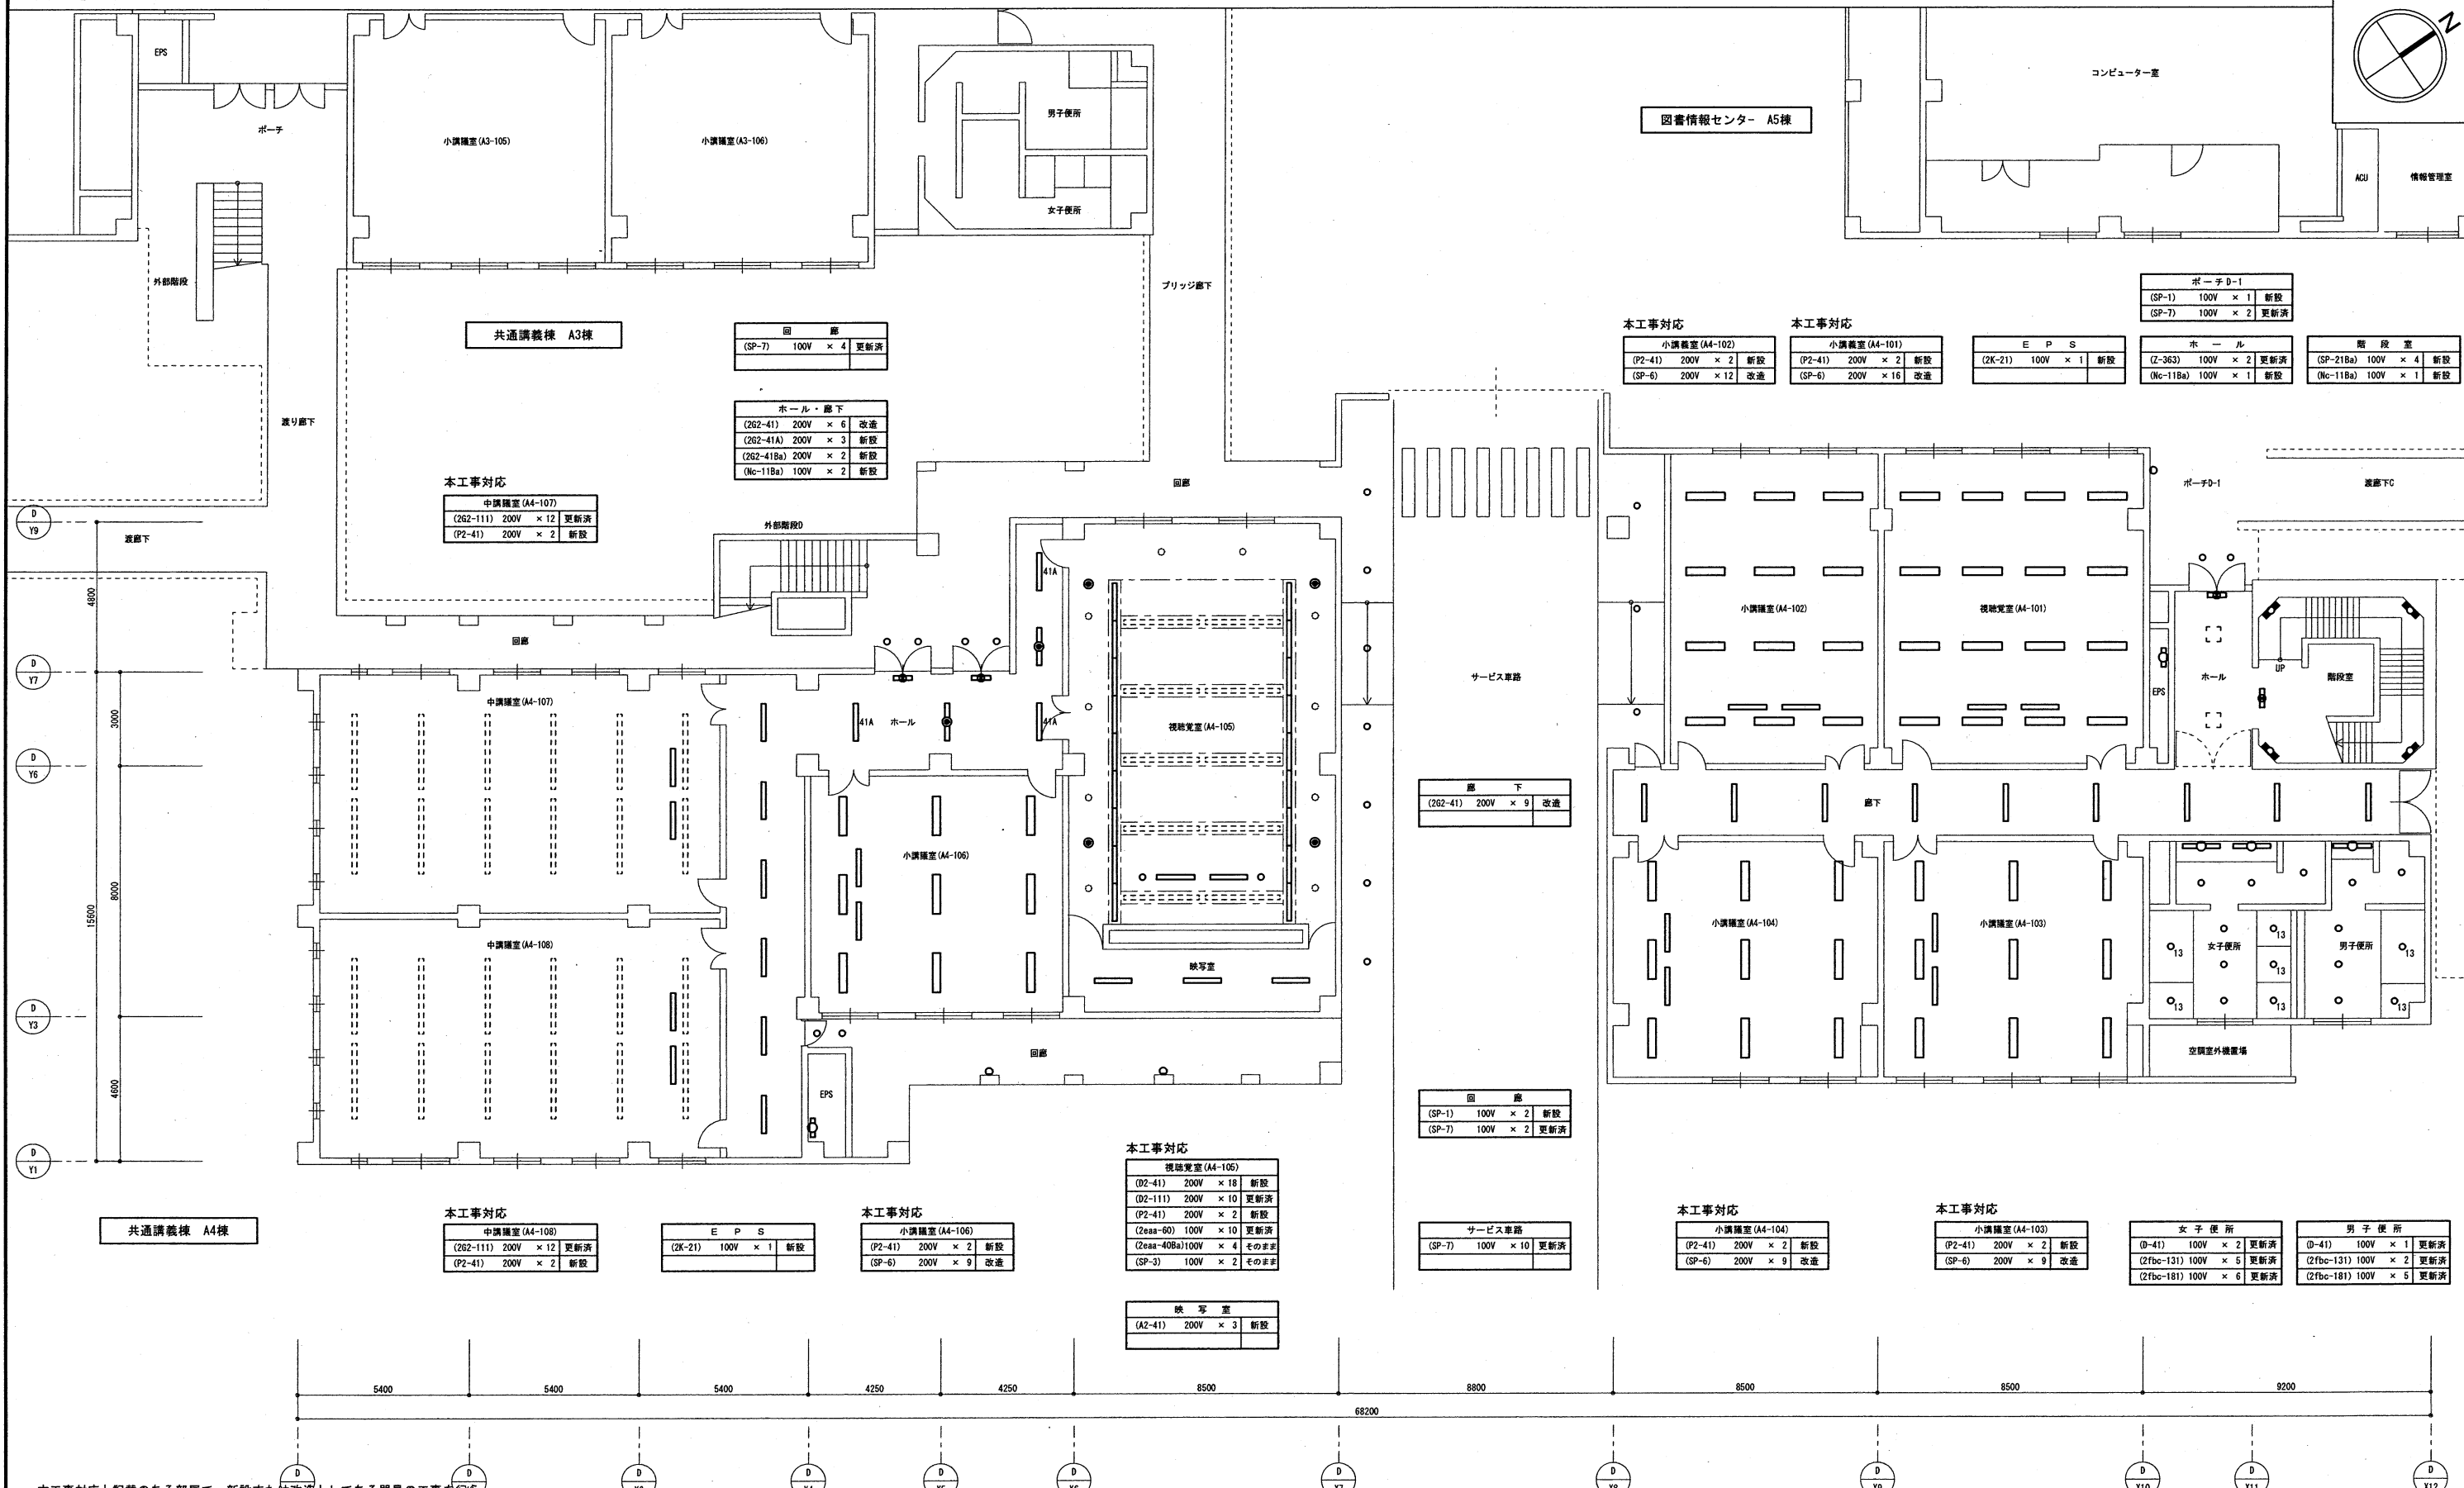 N
EPS
ポーチ
小講議室(A3-105)
小講議室(A3-106)
男子便所
女子便所
図書情報センター A5棟
コンピューター室
ACU
情報管理室
外部階段
渡り廊下
ブリッジ廊下
共通講義棟 A3棟
回 廊
(SP-7) 100V × 4 更新済
ホール・廊下
(2G2-41) 200V × 6 改造
(2G2-41A) 200V × 3 新設
(2G2-41Ba) 200V × 2 新設
(Nc-11Ba) 100V × 2 新設
本工事対応
中講議室(A4-107)
(2G2-111) 200V × 12 更新済
(P2-41) 200V × 2 新設
本工事対応
小講義室(A4-102)
(P2-41) 200V × 2 新設
(SP-6) 200V × 12 改造
本工事対応
小講義室(A4-101)
(P2-41) 200V × 2 新設
(SP-6) 200V × 16 改造
E P S
(2K-21) 100V × 1 新設
ポーチD-1
(SP-1) 100V × 1 新設
(SP-7) 100V × 2 更新済
ホ ー ル
(Z-363) 100V × 2 更新済
(Nc-11Ba) 100V × 1 新設
階 段 室
(SP-21Ba) 100V × 4 新設
(Nc-11Ba) 100V × 1 新設
D
Y9
渡廊下
外部階段D
回廊
回廊
ポーチD-1
渡廊下C
41A
4800
D
Y7
3000
D
Y6
8000
15600
D
Y3
4600
D
Y1
中講議室(A4-107)
41A
ホール
41A
視聴覚室(A4-105)
サービス車路
小講議室(A4-102)
視聴覚室(A4-101)
EPS
ホール
UP
階段室
小講議室(A4-106)
廊 下
(2G2-41) 200V × 9 改造
廊下
中講議室(A4-108)
映写室
小講議室(A4-104)
小講議室(A4-103)
女子便所
男子便所
13
13
13
13
13
13
13
回廊
EPS
空調室外機置場
回 廊
(SP-1) 100V × 2 新設
(SP-7) 100V × 2 更新済
共通講義棟 A4棟
本工事対応
中講議室(A4-108)
(2G2-111) 200V × 12 更新済
(P2-41) 200V × 2 新設
E P S
(2K-21) 100V × 1 新設
本工事対応
小講議室(A4-106)
(P2-41) 200V × 2 新設
(SP-6) 200V × 9 改造
本工事対応
視聴覚室(A4-105)
(D2-41) 200V × 18 新設
(D2-111) 200V × 10 更新済
(P2-41) 200V × 2 新設
(2eaa-60) 100V × 10 更新済
(2eaa-40Ba)100V × 4 そのまま
(SP-3) 100V × 2 そのまま
映 写 室
(A2-41) 200V × 3 新設
サービス車路
(SP-7) 100V × 10 更新済
本工事対応
小講議室(A4-104)
(P2-41) 200V × 2 新設
(SP-6) 200V × 9 改造
本工事対応
小講議室(A4-103)
(P2-41) 200V × 2 新設
(SP-6) 200V × 9 改造
女 子 便 所
(D-41) 100V × 2 更新済
(2fbc-131) 100V × 5 更新済
(2fbc-181) 100V × 6 更新済
男 子 便 所
(D-41) 100V × 1 更新済
(2fbc-131) 100V × 2 更新済
(2fbc-181) 100V × 5 更新済
5400 5400 5400 4250 4250 8500 8800 8500 8500 9200
68200
D D D D D D D D D D D D